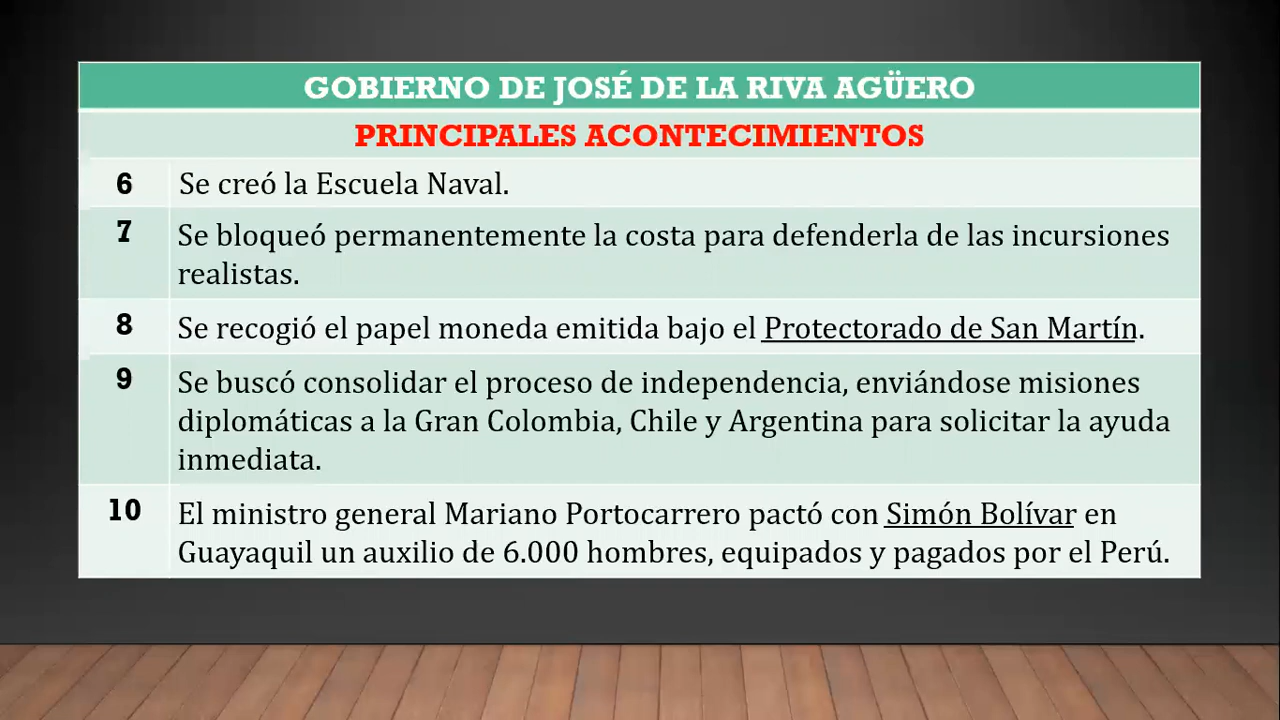 GOBIERNO DE JOSÉ DE LA RIVA AGÜERO
PRINCIPALES ACONTECIMIENTOS
6 Se creó la Escuela Naval.
7 Se bloqueó permanentemente la costa para defenderla de las incursiones
realistas.
8 Se recogió el papel moneda emitida bajo el Protectorado de San Martín.
9 Se buscó consolidar el proceso de independencia, enviándose misiones
diplomáticas a la Gran Colombia, Chile y Argentina para solicitar la ayuda
inmediata.
10 El ministro general Mariano Portocarrero pactó con Simón Bolívar en
Guayaquil un auxilio de 6.000 hombres, equipados y pagados por el Perú.